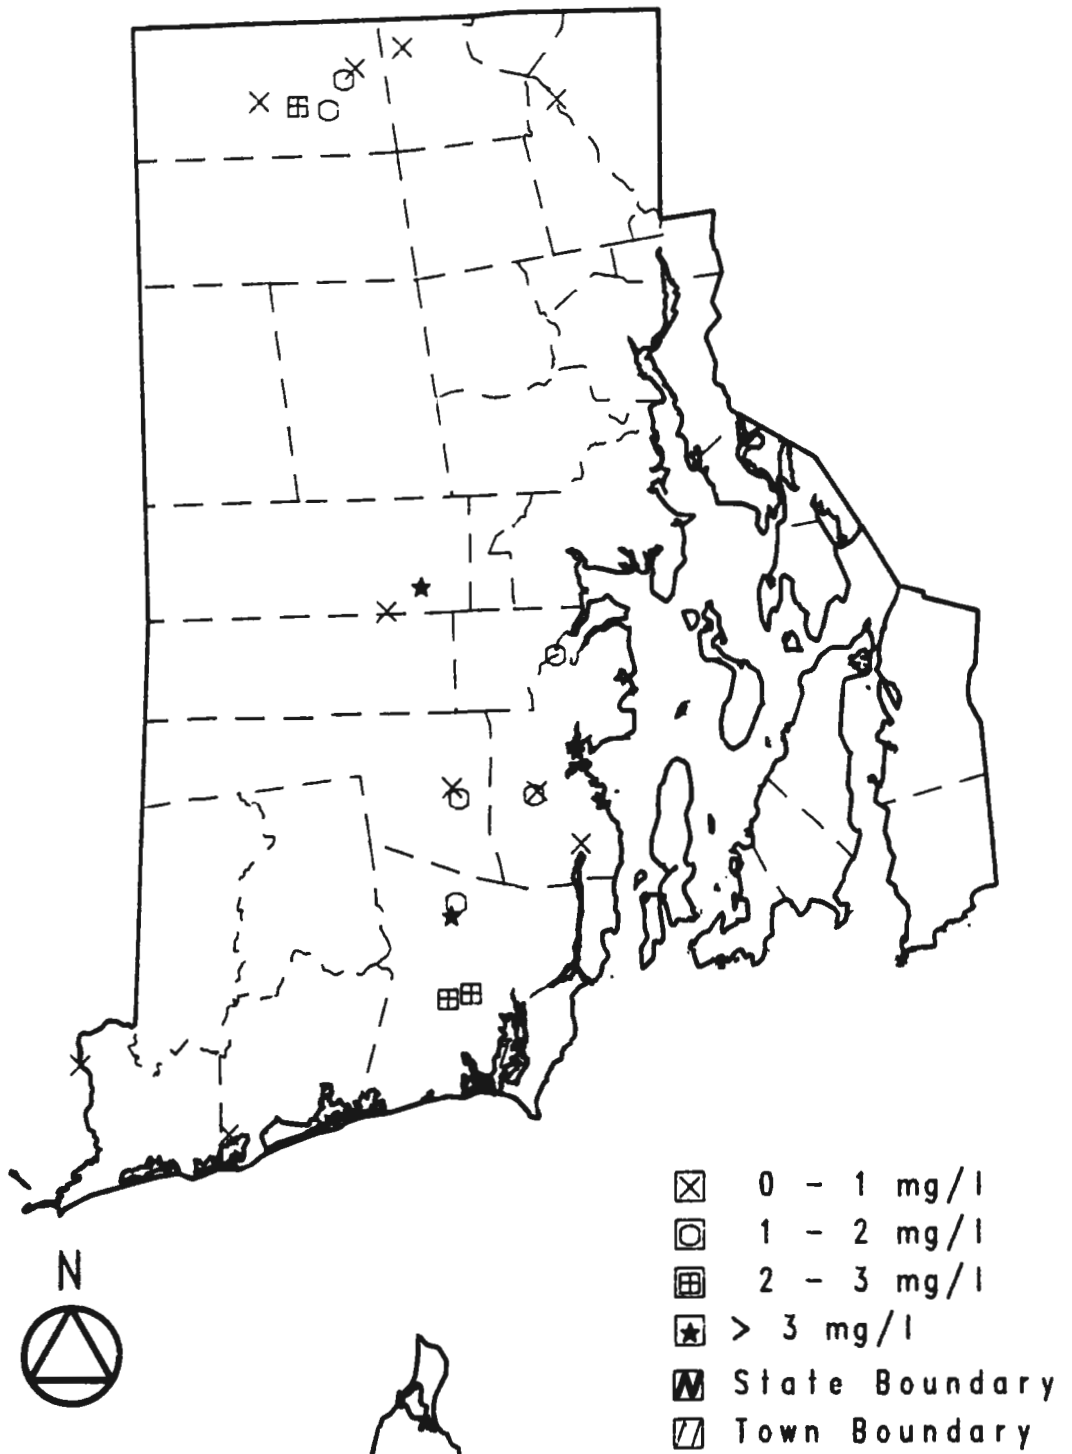 0 - 1 mg/l
1 - 2 mg/l
2 - 3 mg/l
> 3 mg/l
State Boundary
N
Town Boundary